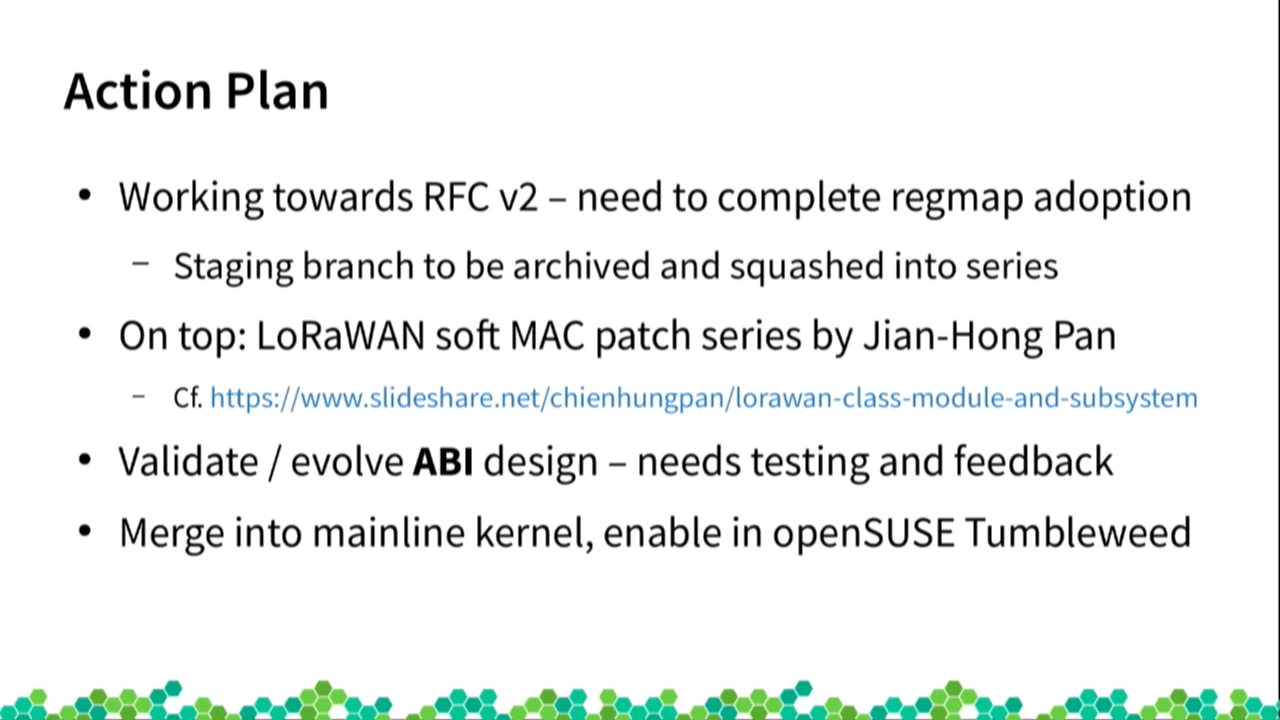 Action Plan
• Working towards RFC v2 – need to complete regmap adoption
– Staging branch to be archived and squashed into series
• On top: LoRaWAN soft MAC patch series by Jian-Hong Pan
– Cf. https://www.slideshare.net/chienhungpan/lorawan-class-module-and-subsystem
• Validate / evolve ABI design – needs testing and feedback
• Merge into mainline kernel, enable in openSUSE Tumbleweed